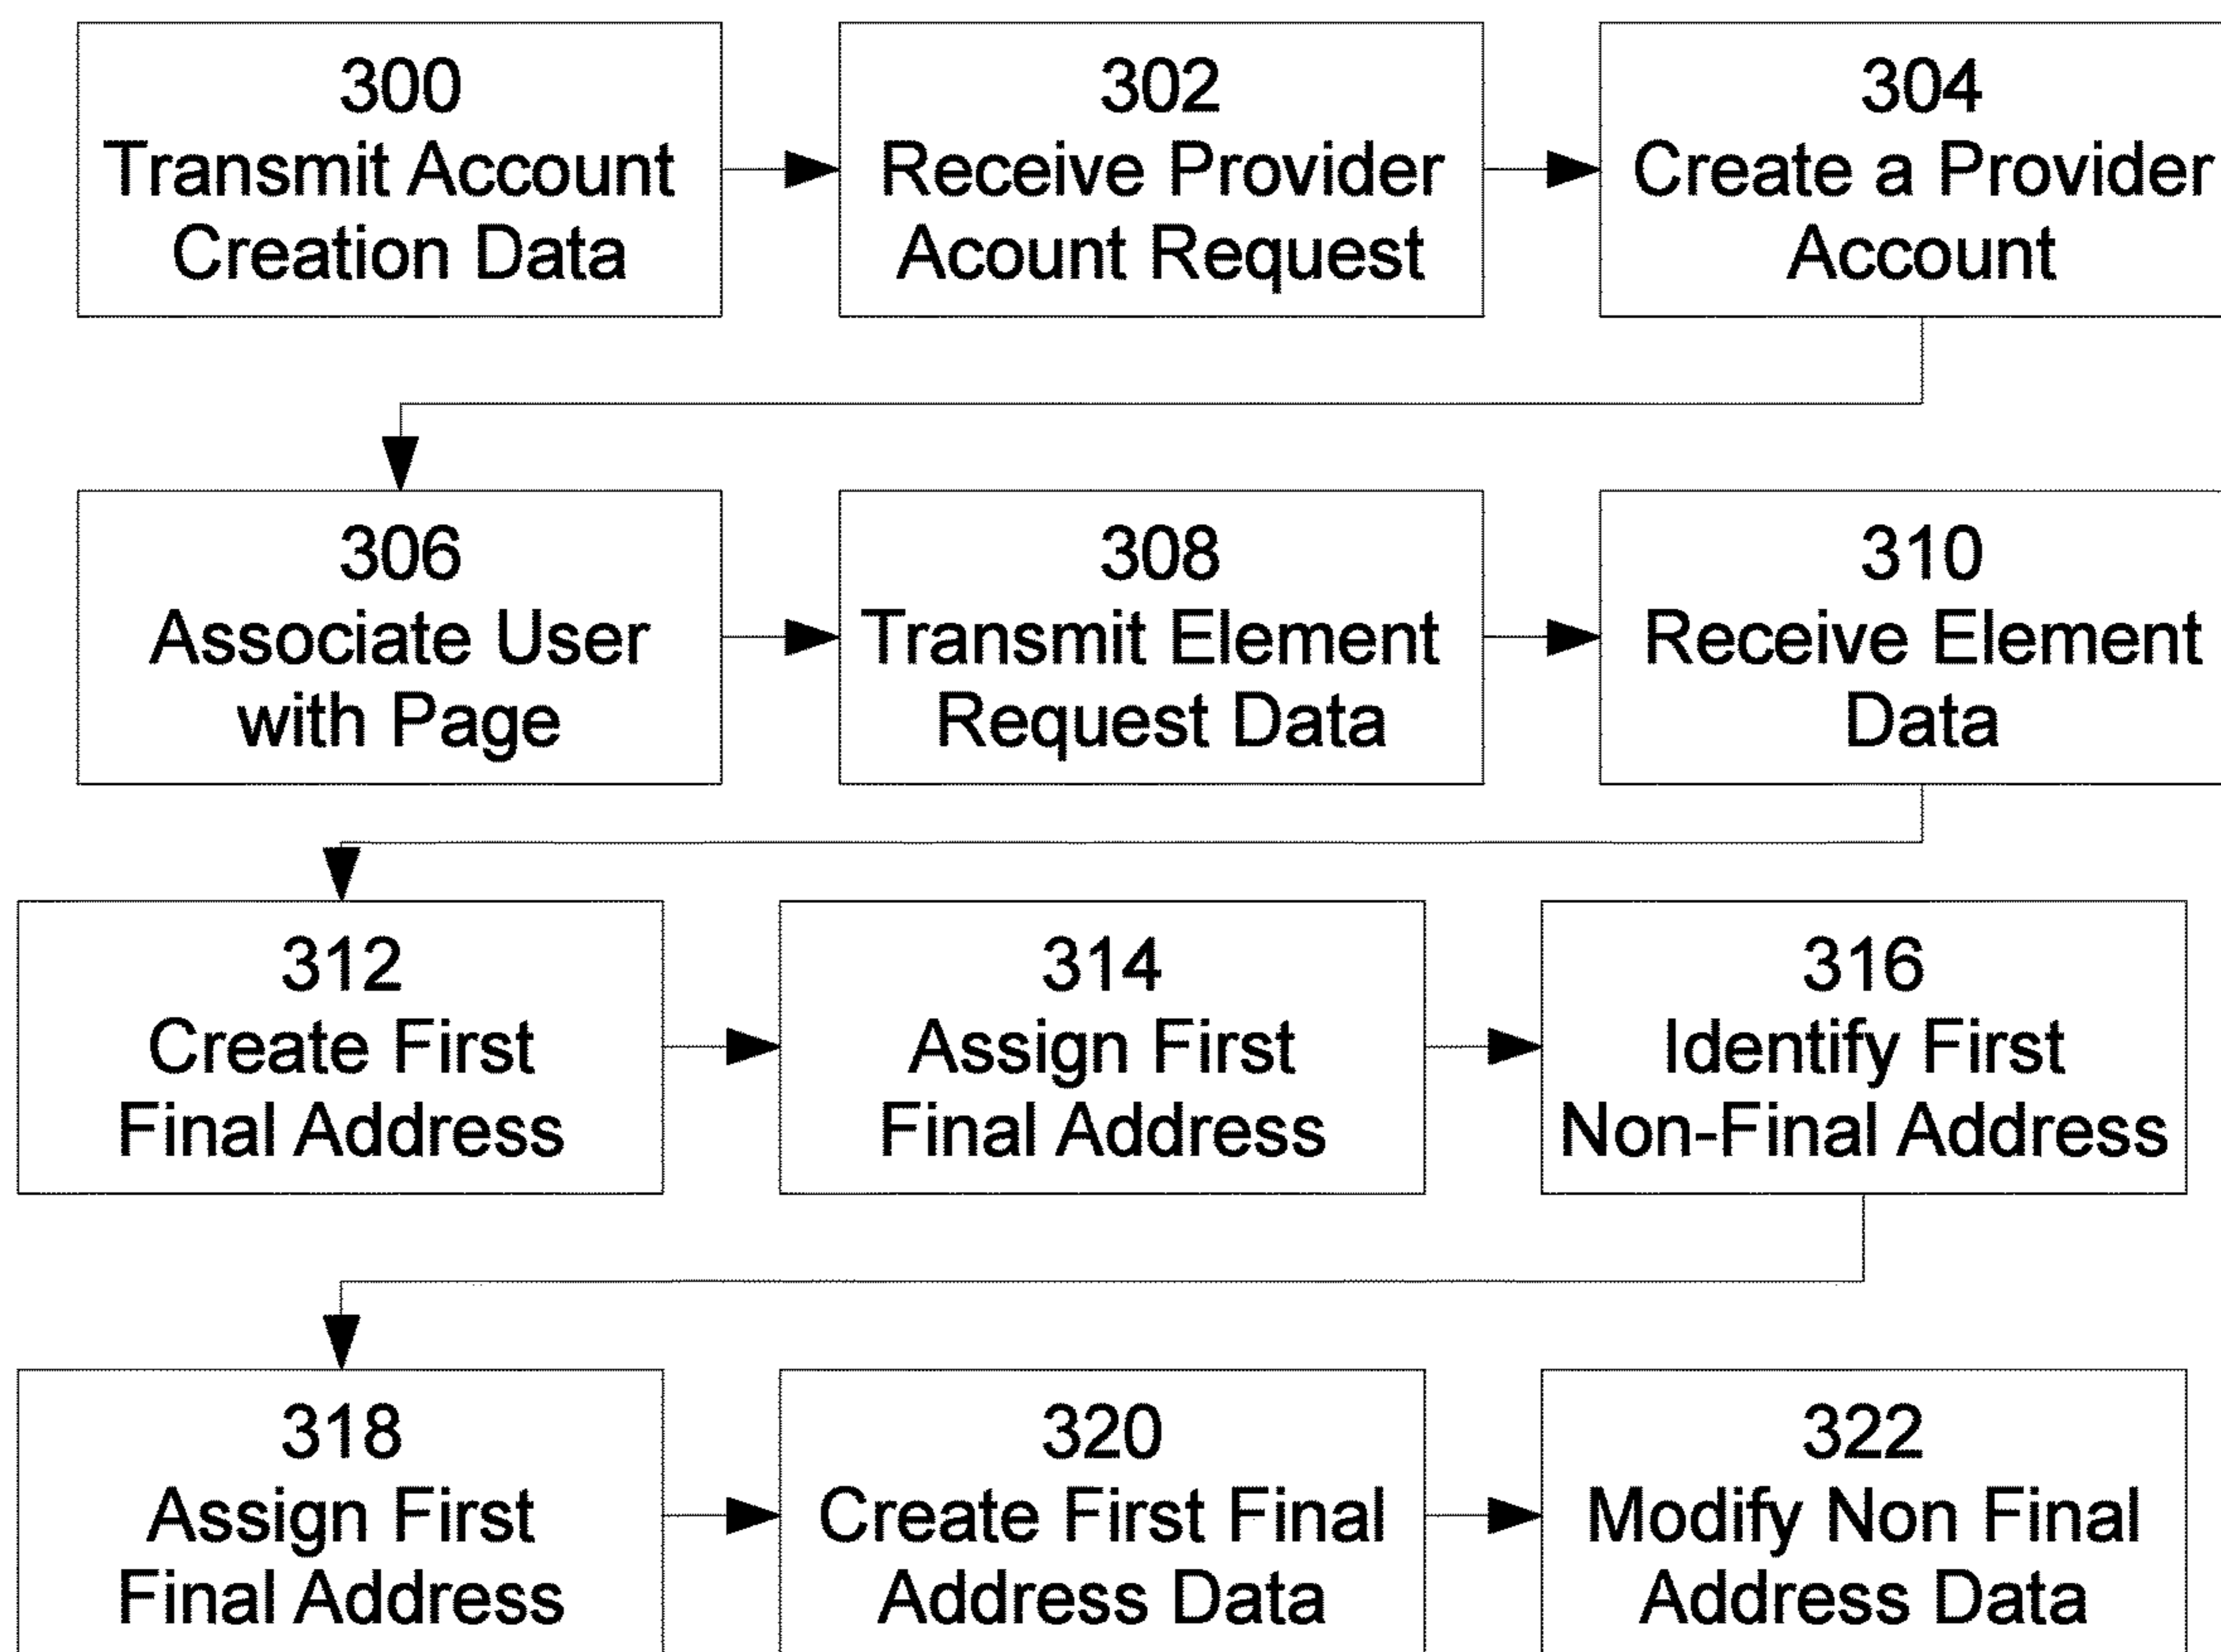 300
Transmit Account
Creation Data
302
Receive Provider
Acount Request
304
Create a Provider
Account
306
Associate User
with Page
308
Transmit Element
Request Data
310
Receive Element
Data
312
Create First
Final Address
314
Assign First
Final Address
316
Identify First
Non-Final Address
318
Assign First
Final Address
320
Create First Final
Address Data
322
Modify Non Final
Address Data